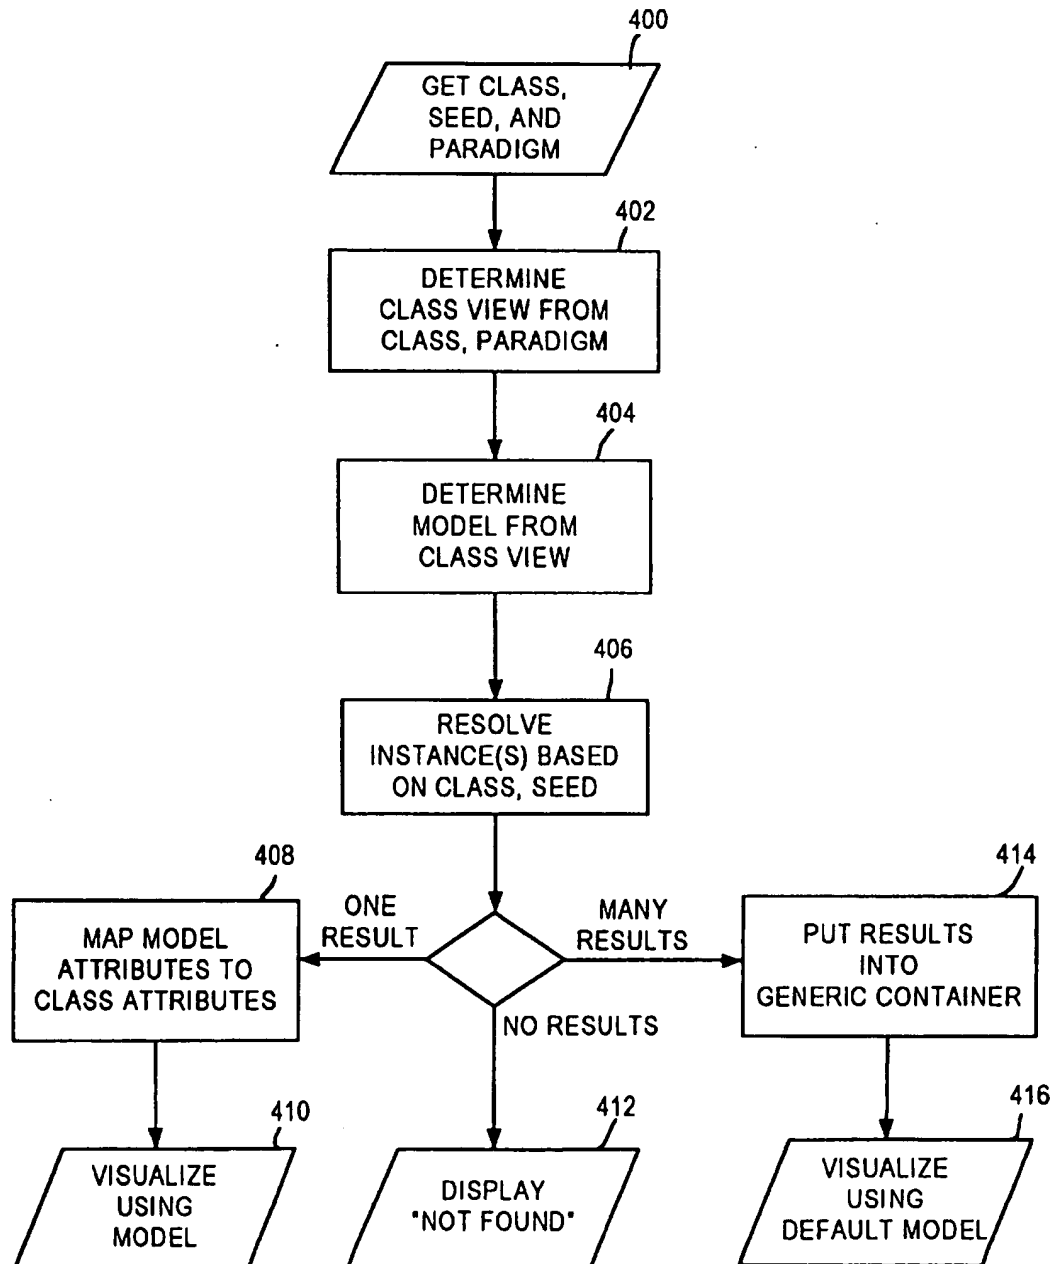 400
GET CLASS,
SEED, AND
PARADIGM
402
DETERMINE
CLASS VIEW FROM
CLASS, PARADIGM
404
DETERMINE
MODEL FROM
CLASS VIEW
406
RESOLVE
INSTANCE(S) BASED
ON CLASS, SEED
408
MAP MODEL
ATTRIBUTES TO
CLASS ATTRIBUTES
ONE
RESULT
MANY
RESULTS
414
PUT RESULTS
INTO
GENERIC CONTAINER
NO RESULTS
410
VISUALIZE
USING
MODEL
412
DISPLAY
"NOT FOUND"
416
VISUALIZE
USING
DEFAULT MODEL